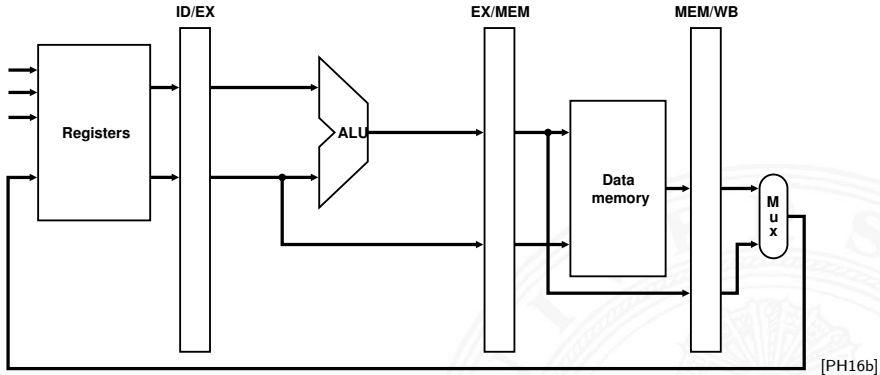 ID/EX
EX/MEM
MEM/WB
Registers
ALU
Data
memory
M
u
x
[PH16b]